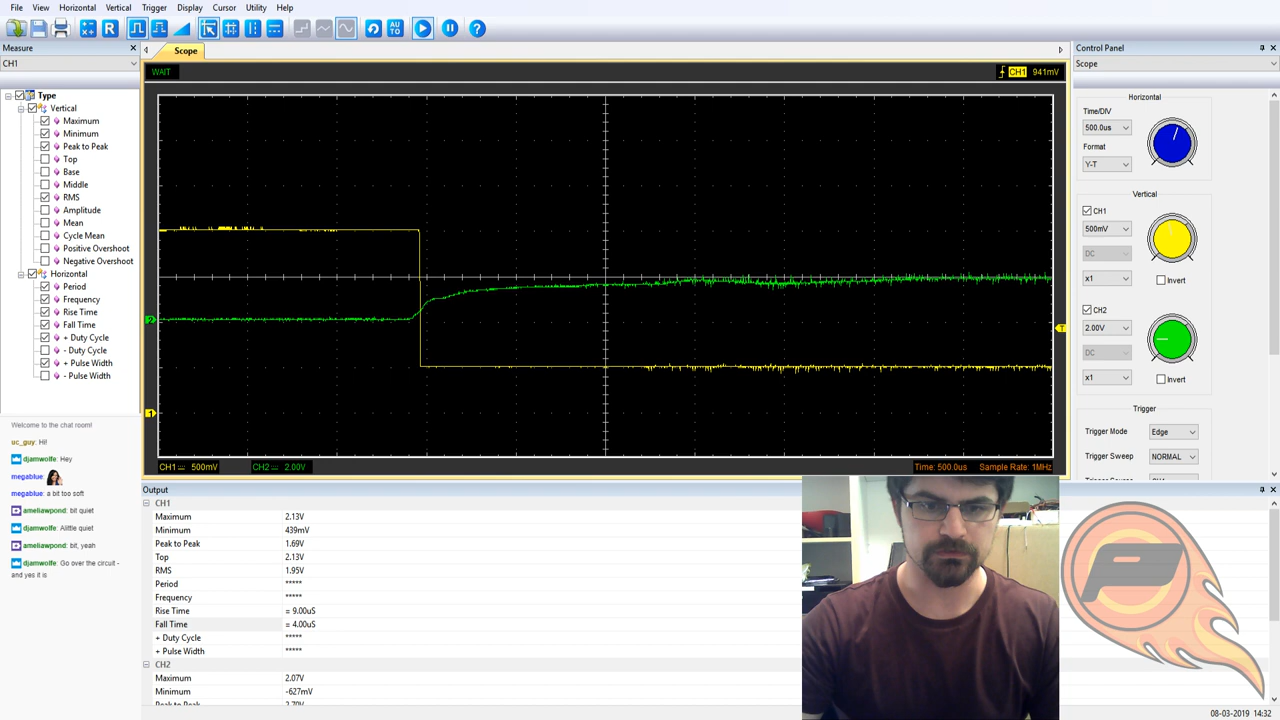 File View Horizontal Vertical Trigger Display Cursor Utility Help
R AUTO ?
Measure
CH1
Type
Vertical
Maximum
Minimum
Peak to Peak
Top
Base
Middle
RMS
Amplitude
Mean
Cycle Mean
Positive Overshoot
Negative Overshoot
Horizontal
Period
Frequency
Rise Time
Fall Time
+ Duty Cycle
- Duty Cycle
+ Pulse Width
- Pulse Width
Welcome to the chat room!
uc_guy: Hi!
djamwolfe: Hey
megablue:
megablue: a bit too soft
ameliawpond: bit quiet
djamwolfe: Alittle quiet
ameliawpond: bit, yeah
djamwolfe: Go over the circuit -
and yes it is
Scope
WAIT
CH1 941mV
2
T
1
CH1 500mV CH2 2.00V Time: 500.0us Sample Rate: 1MHz
Output
CH1
Maximum 2.13V
Minimum 439mV
Peak to Peak 1.69V
Top 2.13V
RMS 1.95V
Period *****
Frequency *****
Rise Time = 9.00uS
Fall Time = 4.00uS
+ Duty Cycle *****
+ Pulse Width *****
CH2
Maximum 2.07V
Minimum -627mV
Peak to Peak 2.70V
Control Panel
Scope
Horizontal
Time/DIV
500.0us
Format
Y-T
Vertical
CH1
500mV
DC
x1 Invert
CH2
2.00V
DC
x1 Invert
Trigger
Trigger Mode Edge
Trigger Sweep NORMAL
08-03-2019 14:32